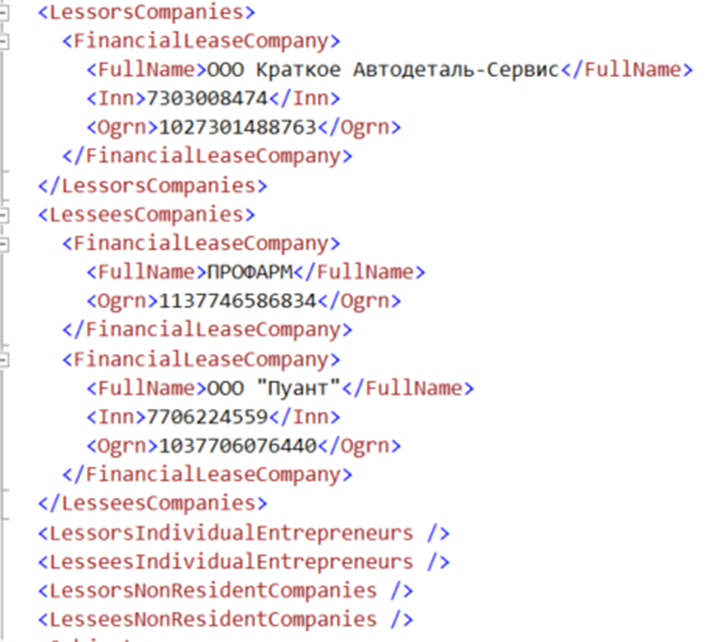 <LessorsCompanies>
<FinancialLeaseCompany>
<FullName>ООО Краткое Автодеталь-Сервис</FullName>
<Inn>7303008474</Inn>
<Ogrn>1027301488763</Ogrn>
</FinancialLeaseCompany>
</LessorsCompanies>
<LesseesCompanies>
<FinancialLeaseCompany>
<FullName>ПРОФАРМ</FullName>
<Ogrn>1137746586834</Ogrn>
</FinancialLeaseCompany>
<FinancialLeaseCompany>
<FullName>ООО "Пуант"</FullName>
<Inn>7706224559</Inn>
<Ogrn>1037706076440</Ogrn>
</FinancialLeaseCompany>
</LesseesCompanies>
<LessorsIndividualEntrepreneurs />
<LesseesIndividualEntrepreneurs />
<LessorsNonResidentCompanies />
<LesseesNonResidentCompanies />